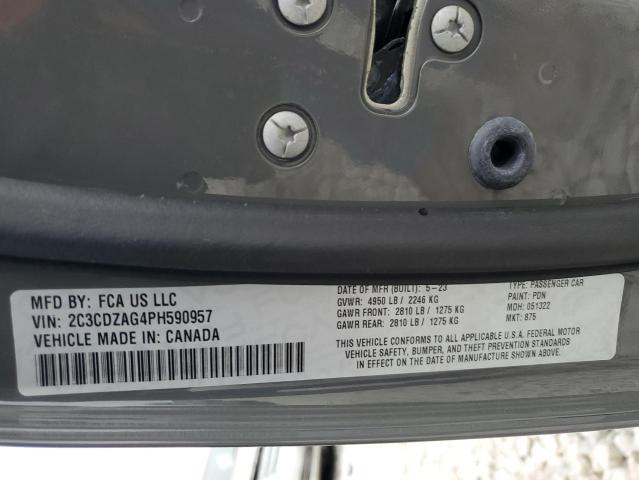 MFD BY: FCA US LLC
VIN: 2C3CDZAG4PH590957
VEHICLE MADE IN: CANADA
DATE OF MFR (BUILT): 5-23
GVWR: 4950 LB / 2246 KG
GAWR FRONT: 2810 LB / 1275 KG
GAWR REAR: 2810 LB / 1275 KG
TYPE: PASSENGER CAR
PAINT: PDN
MDH: 051322
MKT: 875
THIS VEHICLE CONFORMS TO ALL APPLICABLE U.S.A. FEDERAL MOTOR
VEHICLE SAFETY, BUMPER, AND THEFT PREVENTION STANDARDS
IN EFFECT ON THE DATE OF MANUFACTURE SHOWN ABOVE.